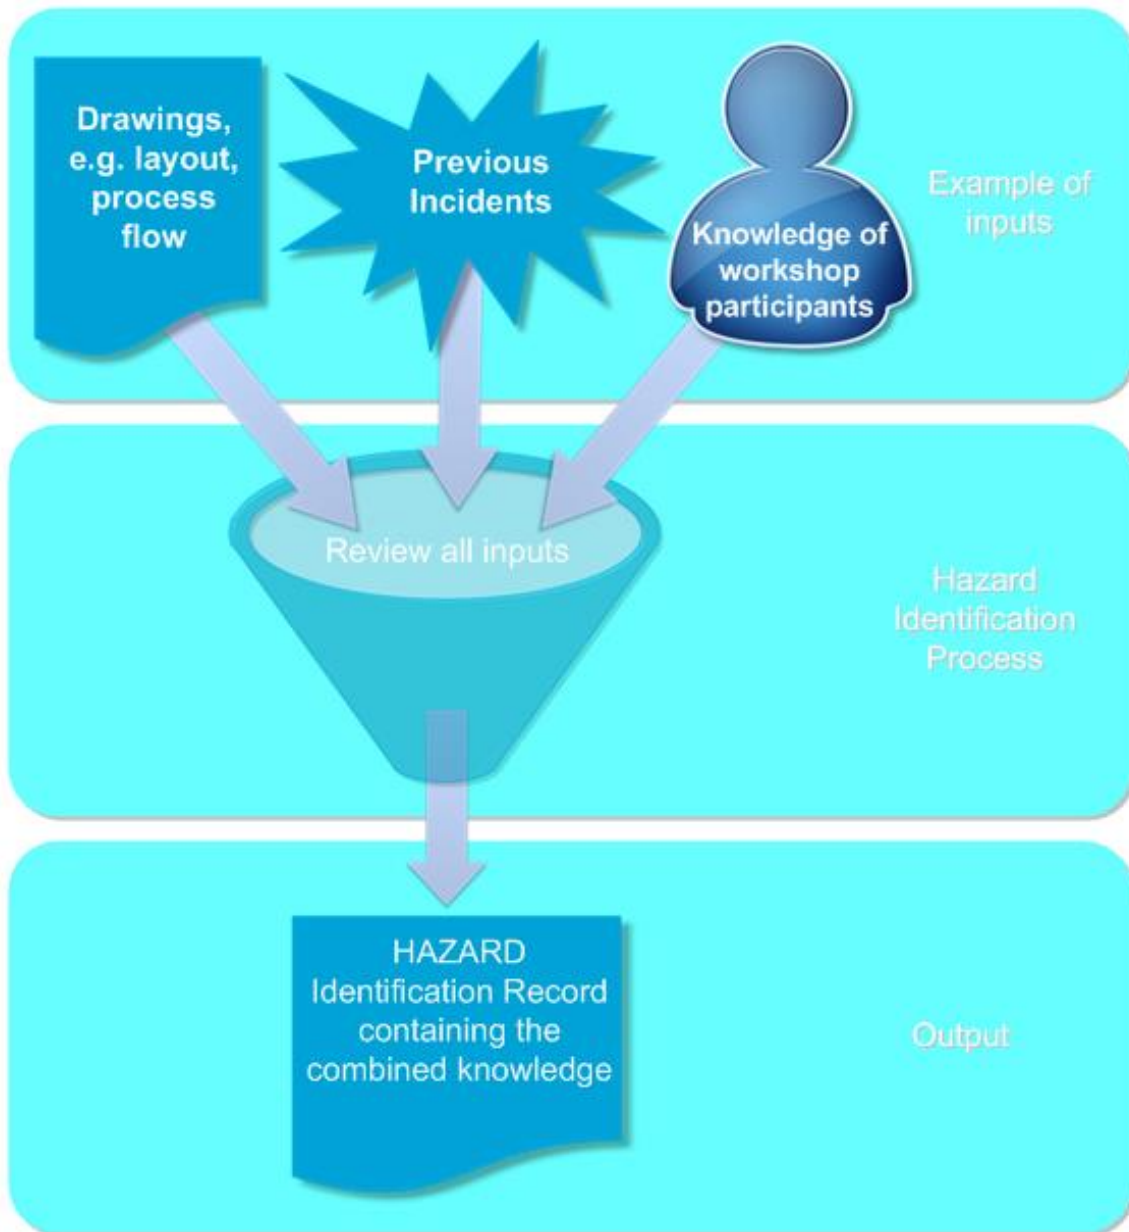 Drawings,
e.g. layout,
process
flow
Previous
Incidents
Knowledge of
workshop
participants
Example of
inputs
Review all inputs
Hazard
Identification
Process
HAZARD
Identification Record
containing the
combined knowledge
Output